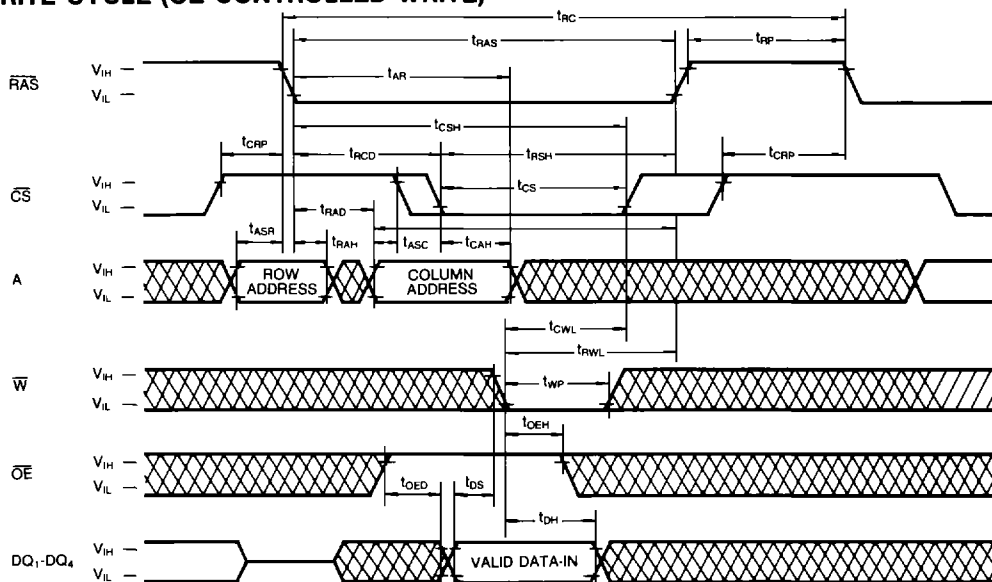 RITE CYCLE (OE CONTROLLED WRITE)
tRC
tRAS
tRP
RAS
VIH
VIL
tAR
tCSH
tCRP
tRCD
tRSH
tCRP
CS
VIH
VIL
tCS
tRAD
tASR
tRAH
tASC
tCAH
A
VIH
VIL
ROW ADDRESS
COLUMN ADDRESS
tCWL
tRWL
W
VIH
VIL
tWP
tOEH
OE
VIH
VIL
tOED
tDS
tDH
DQ1-DQ4
VIH
VIL
VALID DATA-IN